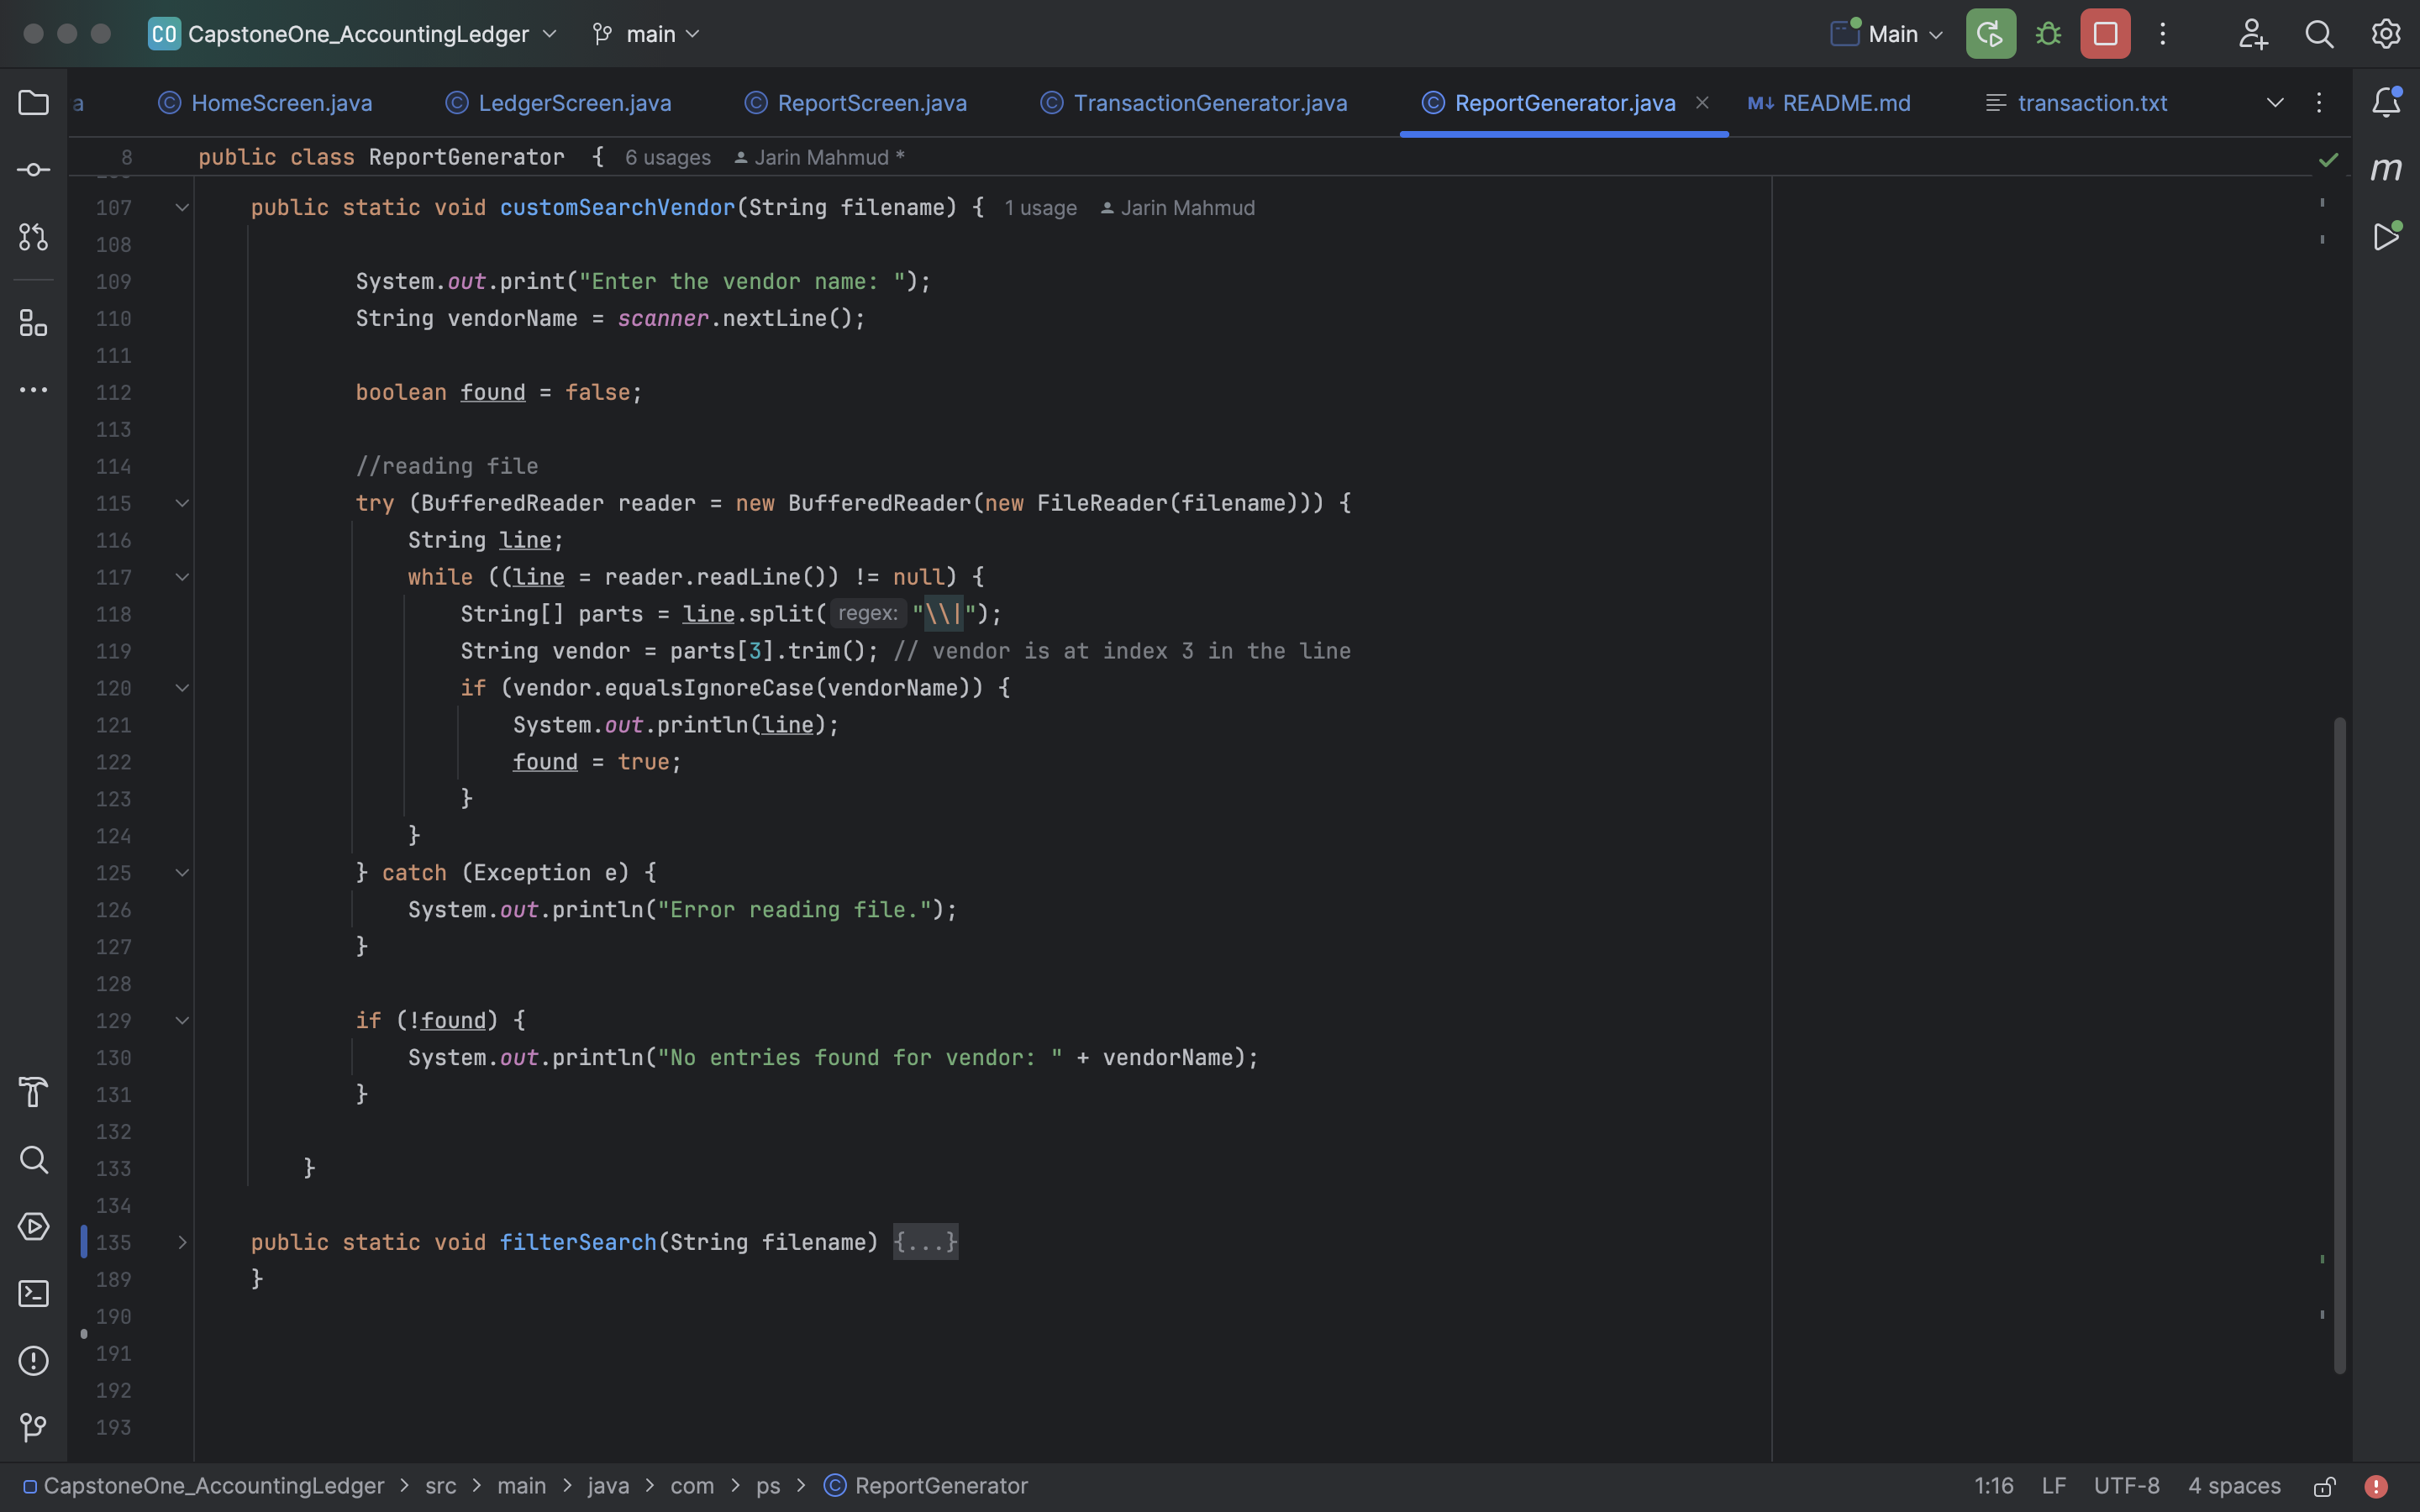 CO CapstoneOne_AccountingLedger main Main
a HomeScreen.java LedgerScreen.java ReportScreen.java TransactionGenerator.java ReportGenerator.java M↓ README.md transaction.txt
8 public class ReportGenerator { 6 usages Jarin Mahmud *
107 public static void customSearchVendor(String filename) { 1 usage Jarin Mahmud
108
109 System.out.print("Enter the vendor name: ");
110 String vendorName = scanner.nextLine();
111
112 boolean found = false;
113
114 //reading file
115 try (BufferedReader reader = new BufferedReader(new FileReader(filename))) {
116 String line;
117 while ((line = reader.readLine()) != null) {
118 String[] parts = line.split( regex: "\\|");
119 String vendor = parts[3].trim(); // vendor is at index 3 in the line
120 if (vendor.equalsIgnoreCase(vendorName)) {
121 System.out.println(line);
122 found = true;
123 }
124 }
125 } catch (Exception e) {
126 System.out.println("Error reading file.");
127 }
128
129 if (!found) {
130 System.out.println("No entries found for vendor: " + vendorName);
131 }
132
133 }
134
135 public static void filterSearch(String filename) {...}
189 }
190
191
192
193
CapstoneOne_AccountingLedger > src > main > java > com > ps > ReportGenerator 1:16 LF UTF-8 4 spaces